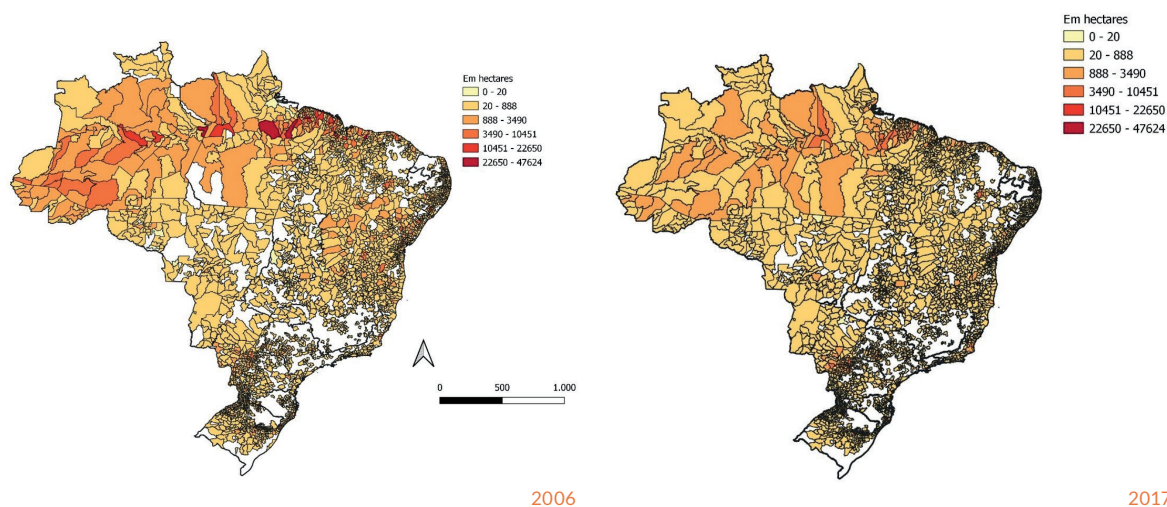 Em hectares
0 - 20
20 - 888
888 - 3490
3490 - 10451
10451 - 22650
22650 - 47624
0 500 1.000
2006
Em hectares
0 - 20
20 - 888
888 - 3490
3490 - 10451
10451 - 22650
22650 - 47624
2017